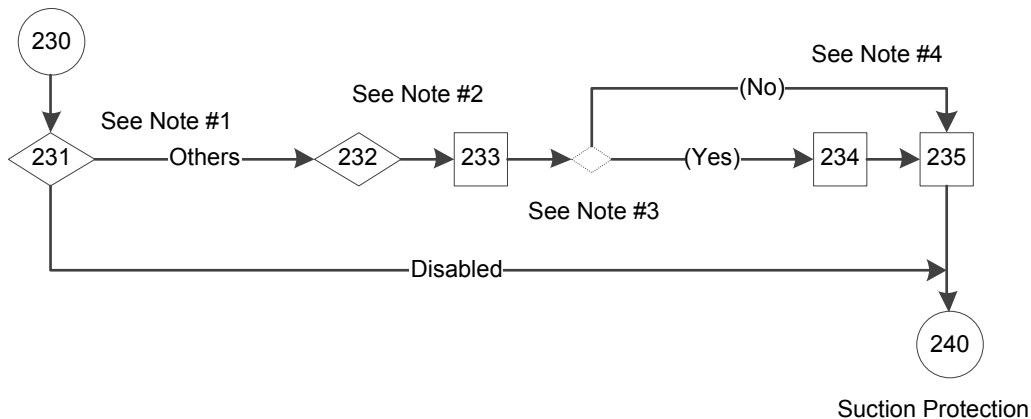 230
See Note #4
(No)
See Note #2
See Note #1
231
Others
232
233
(Yes)
234
235
See Note #3
Disabled
240
Suction Protection